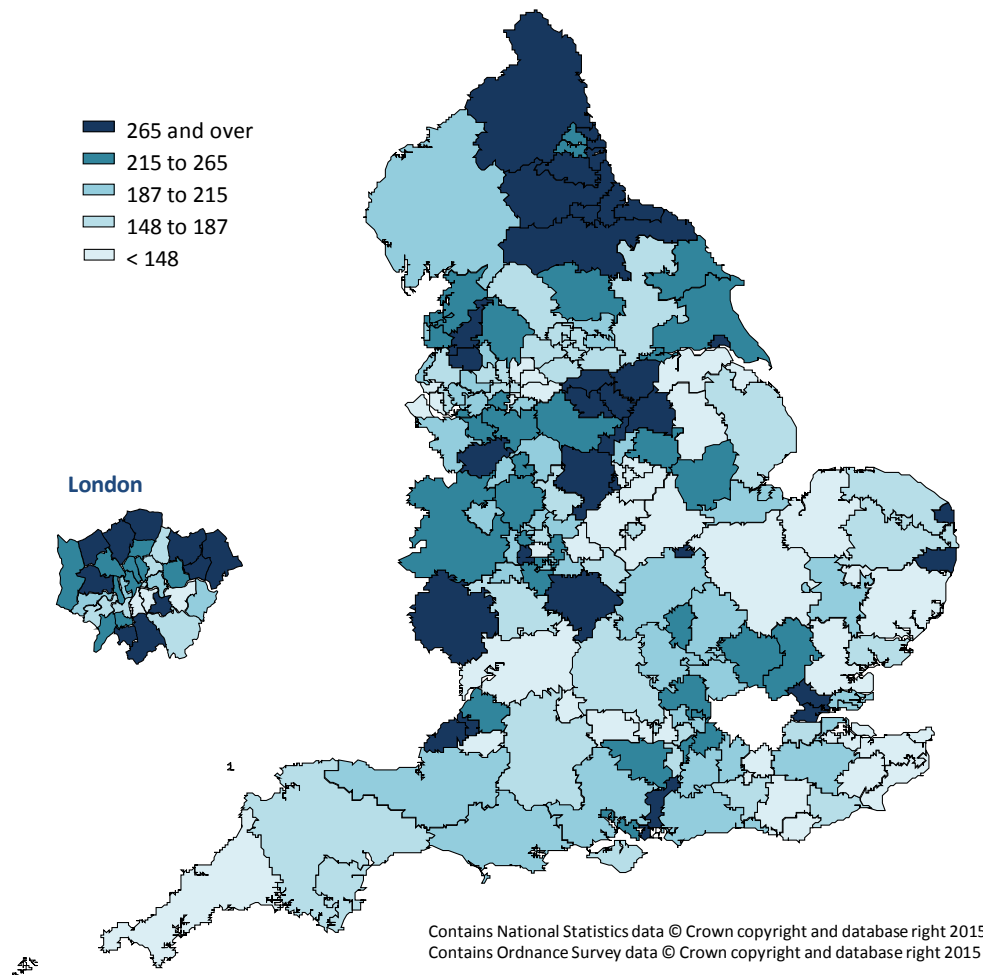 265 and over
215 to 265
187 to 215
148 to 187
< 148
London
1
Contains National Statistics data © Crown copyright and database right 2015
Contains Ordnance Survey data © Crown copyright and database right 2015